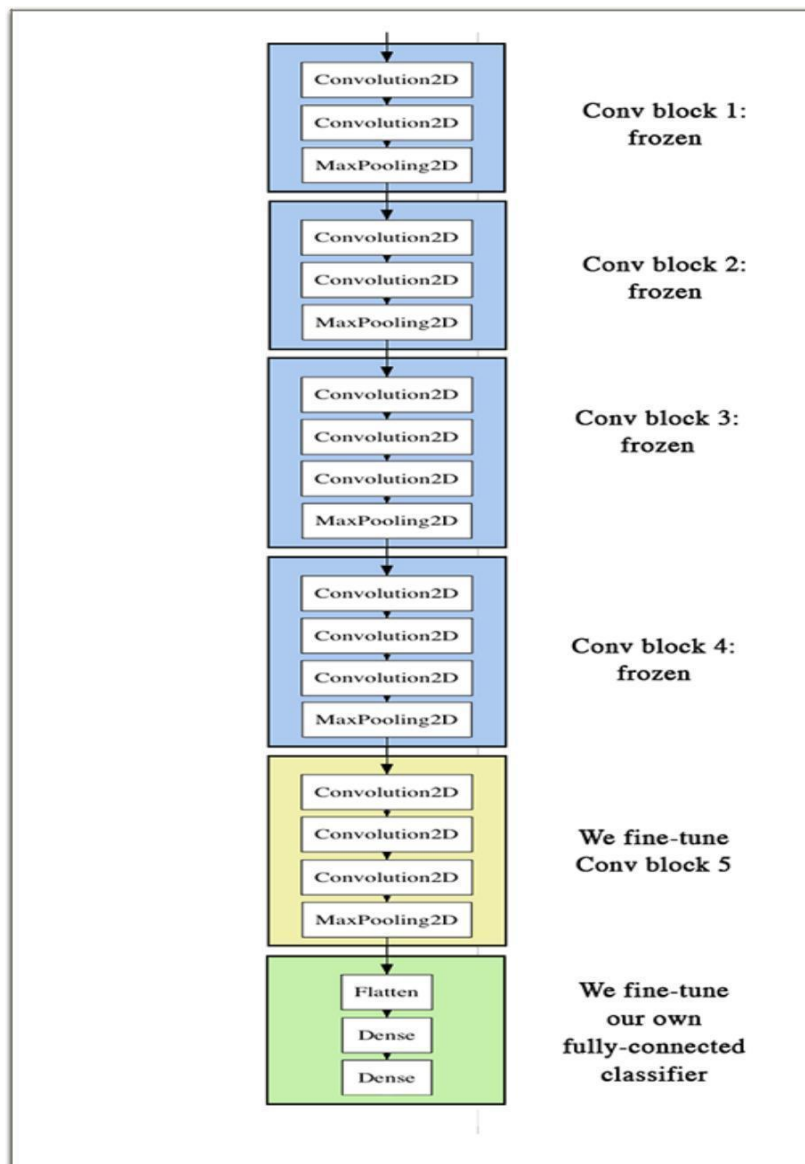 Convolution2D
Convolution2D
MaxPooling2D
Conv block 1:
frozen
Convolution2D
Convolution2D
MaxPooling2D
Conv block 2:
frozen
Convolution2D
Convolution2D
Convolution2D
MaxPooling2D
Conv block 3:
frozen
Convolution2D
Convolution2D
Convolution2D
MaxPooling2D
Conv block 4:
frozen
Convolution2D
Convolution2D
Convolution2D
MaxPooling2D
We fine-tune
Conv block 5
Flatten
Dense
Dense
We fine-tune
our own
fully-connected
classifier